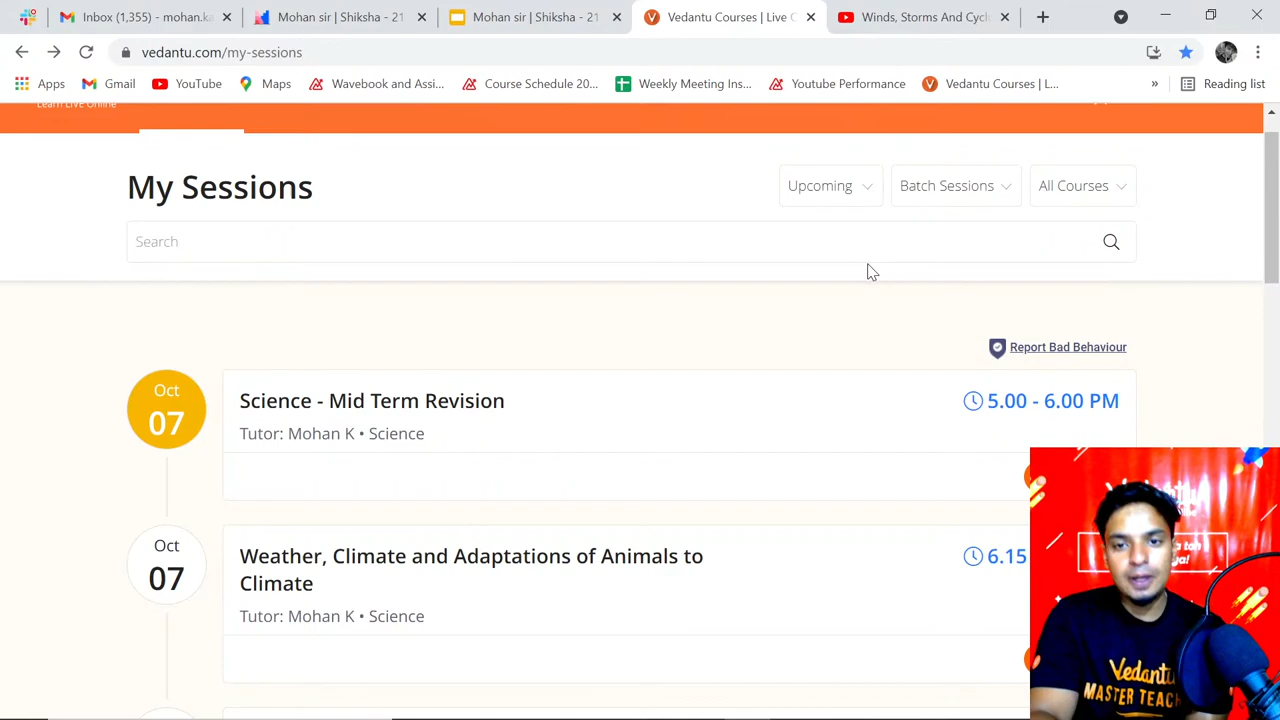 Inbox (1,355) - mohan.ka
Mohan sir | Shiksha - 21
Mohan sir | Shiksha - 21
Vedantu Courses | Live C
Winds, Storms And Cycl
vedantu.com/my-sessions
Apps
Gmail
YouTube
Maps
Wavebook and Assi...
Course Schedule 20...
Weekly Meeting Ins...
Youtube Performance
Vedantu Courses | L...
»
Reading list
Learn Live Online
My Sessions
Upcoming
Batch Sessions
All Courses
Search
Report Bad Behaviour
Oct
07
Science - Mid Term Revision
5.00 - 6.00 PM
Tutor: Mohan K • Science
Oct
07
Weather, Climate and Adaptations of Animals to
Climate
6.15
Tutor: Mohan K • Science
Vedantu
MASTER TEACH